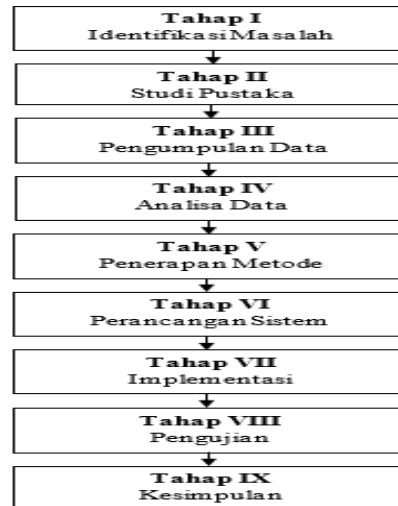 Tahap I
Identifikasi Masalah
Tahap II
Studi Pustaka
Tahap III
Pengumpulan Data
Tahap IV
Analisa Data
Tahap V
Penerapan Metode
Tahap VI
Perancangan Sistem
Tahap VII
Implementasi
Tahap VIII
Pengujian
Tahap IX
Kesimpulan